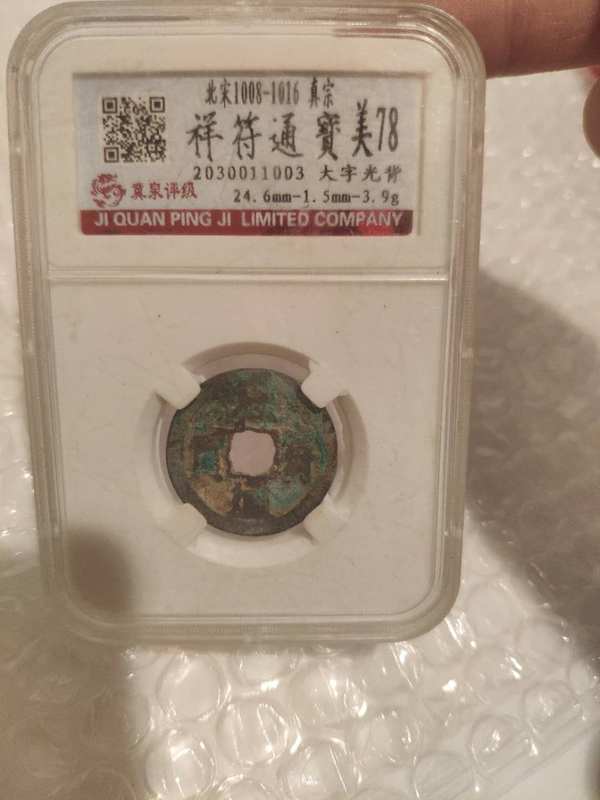 北宋1008-1016 真宗
祥符通寳 美78
2030011003 大字光背
冀泉评级 24.6mm-1.5mm-3.9g
JI QUAN PING JI LIMITED COMPANY